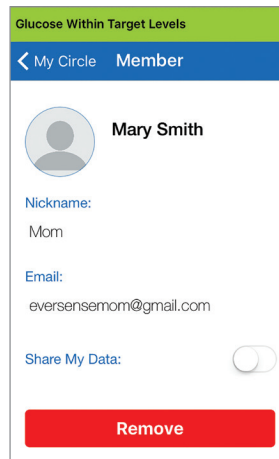 Glucose Within Target Levels
My Circle Member
Mary Smith
Nickname:
Mom
Email:
eversensemom@gmail.com
Share My Data:
Remove